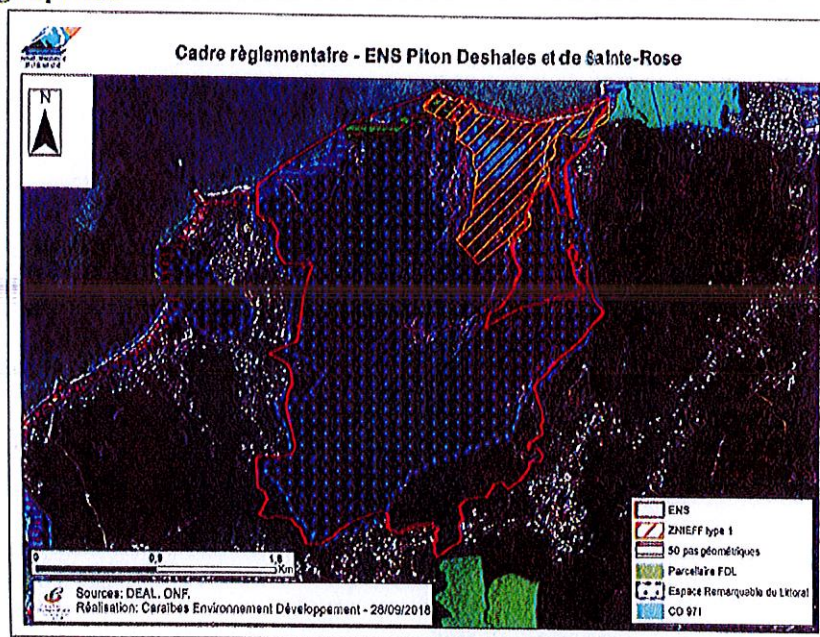 Cadre règlementaire - ENS Piton Deshales et de Sainte-Rose
N
ENS
ZNIEFF type 1
50 pas géométriques
Parcellaire FDL
Espace Remarquable du Littoral
CO 971
0 0,9 1,8
Km
Sources: DEAL, ONF.
Réalisation: Caraïbes Environnement Développement - 28/09/2018